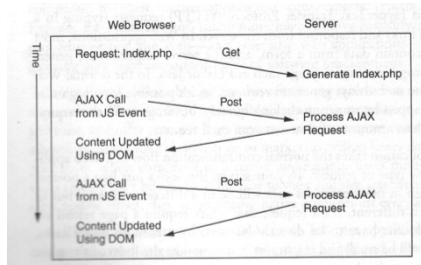 Web Browser Server
Time
Request: Index.php Get
Generate Index.php
AJAX Call Post Process AJAX
from JS Event Request
Content Updated
Using DOM
AJAX Call Post Process AJAX
from JS Event Request
Content Updated
Using DOM